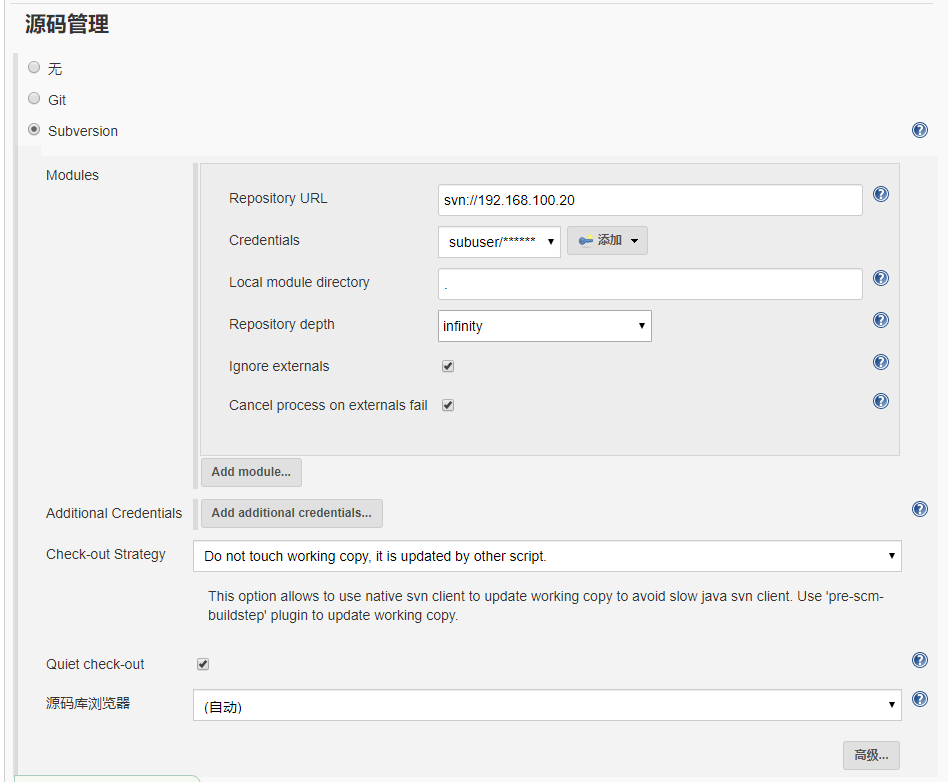 源码管理
无
Git
Subversion
Modules
Repository URL
svn://192.168.100.20
Credentials
subuser/******
添加
Local module directory
.
Repository depth
infinity
Ignore externals
Cancel process on externals fail
Add module...
Additional Credentials
Add additional credentials...
Check-out Strategy
Do not touch working copy, it is updated by other script.
This option allows to use native svn client to update working copy to avoid slow java svn client. Use 'pre-scm-
buildstep' plugin to update working copy.
Quiet check-out
源码库浏览器
(自动)
高级...